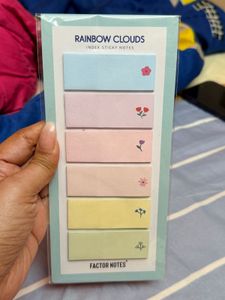 RAINBOW CLOUDS
INDEX STICKY NOTES
FACTOR NOTES